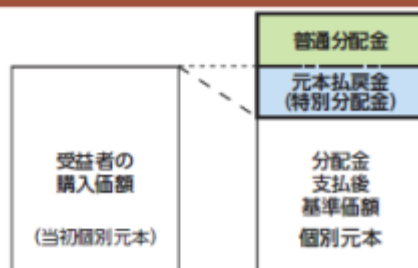 普通分配金
元本払戻金
(特別分配金)
受益者の
購入価額
(当初個別元本)
分配金
支払後
基準価額
個別元本